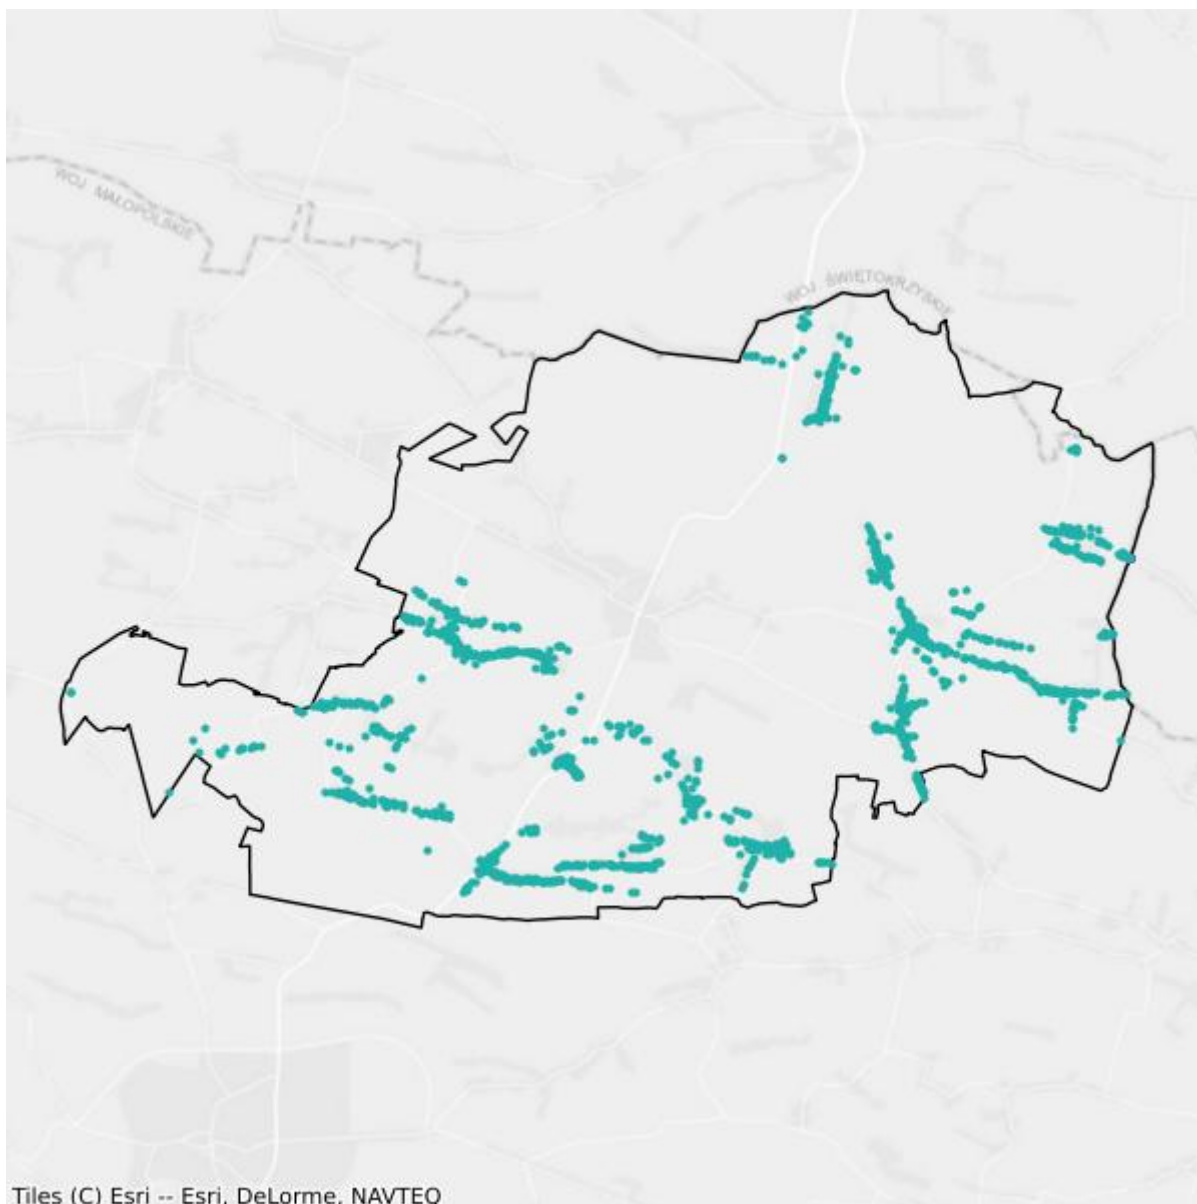 WOJ MAŁOPOLSKIE
WOJ ŚWIĘTOKRZYSKIE
Tiles (C) Esri -- Esri, DeLorme, NAVTEQ